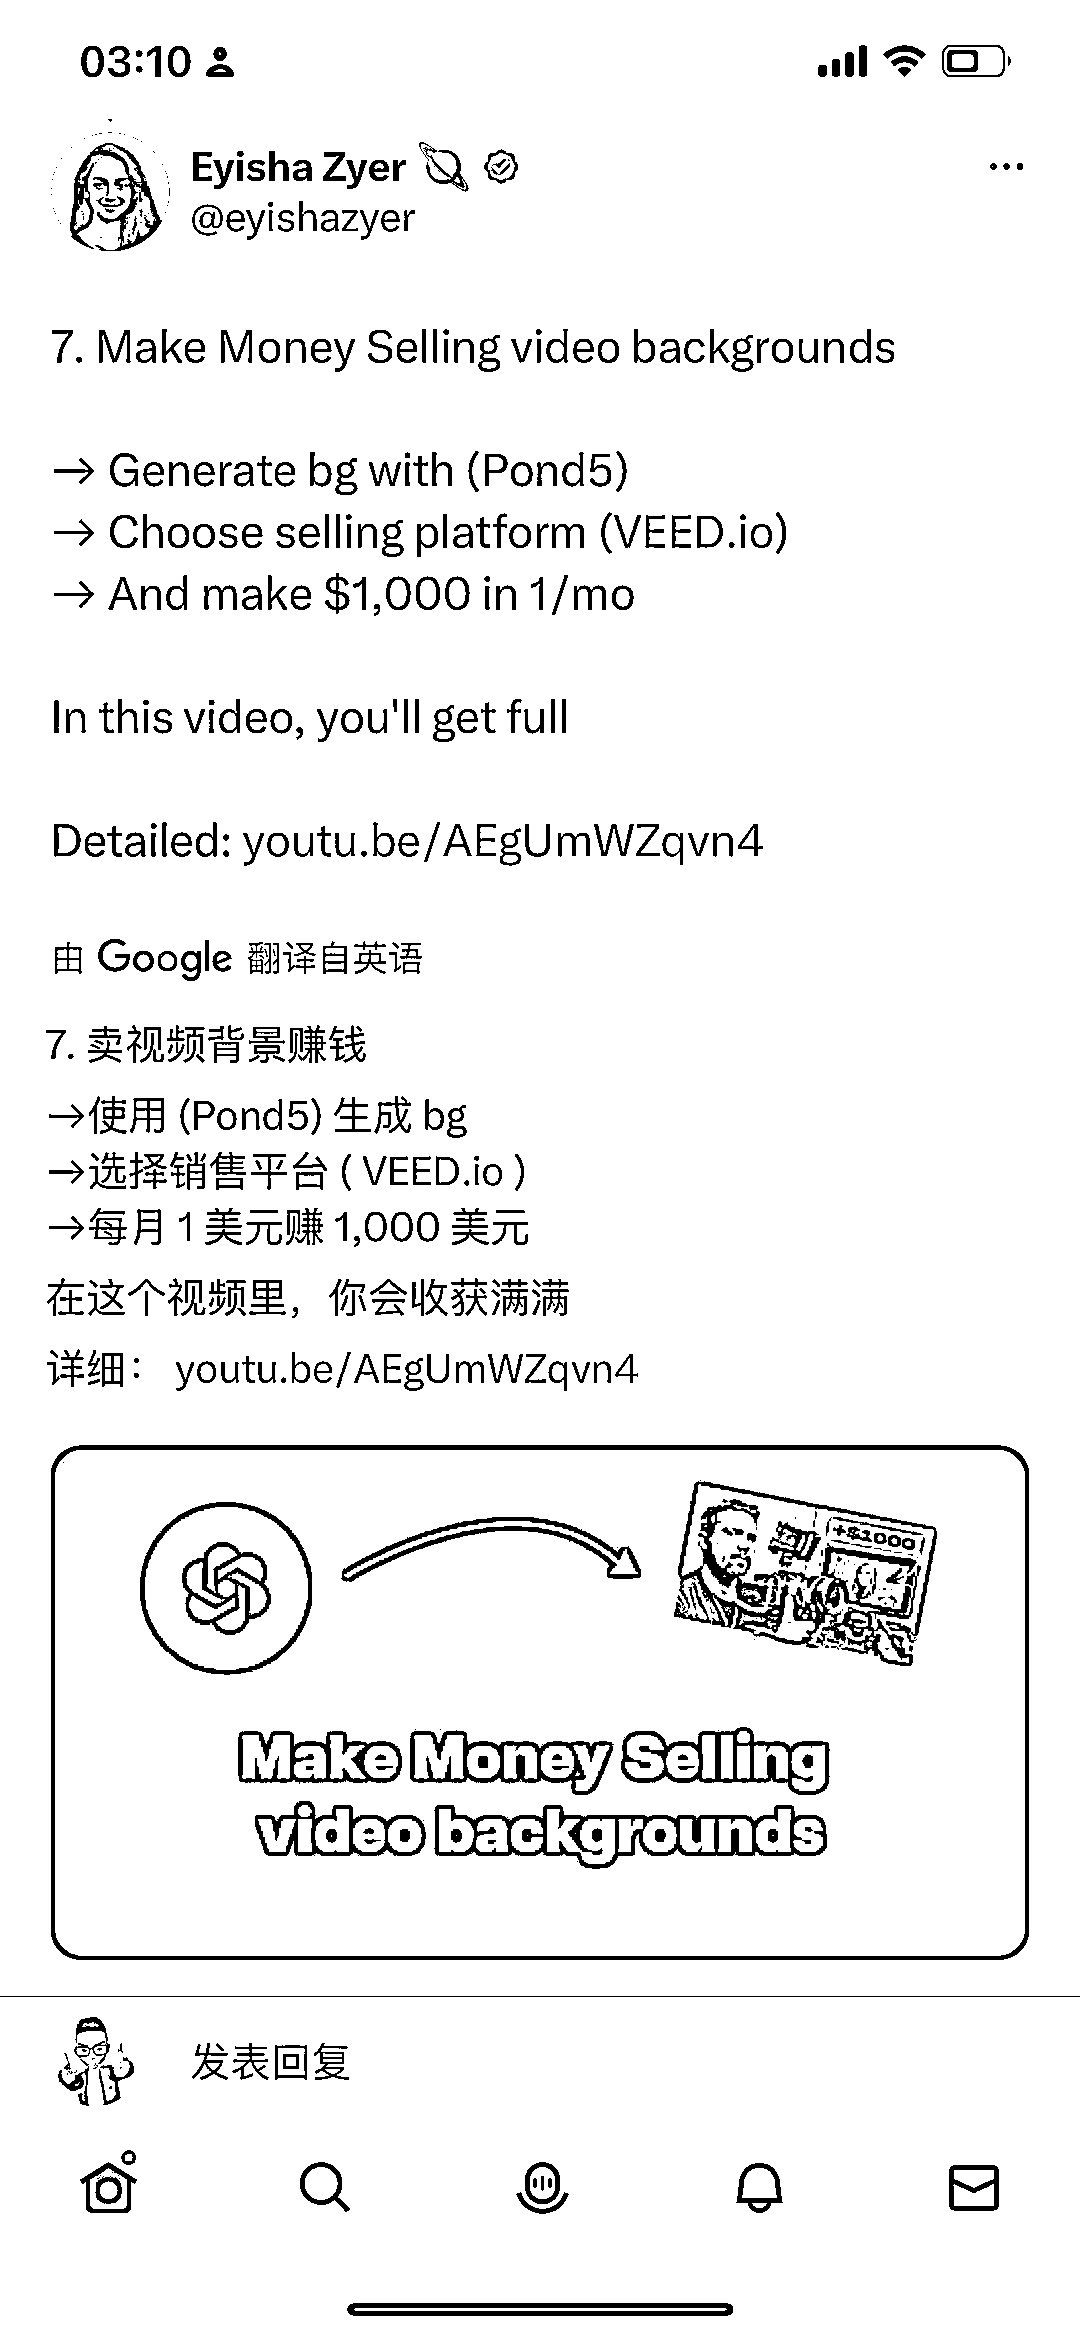 03:10
Eyisha Zyer
@eyishazyer
7. Make Money Selling video backgrounds
→ Generate bg with (Pond5)
→ Choose selling platform (VEED.io)
→ And make $1,000 in 1/mo
In this video, you'll get full
Detailed: youtu.be/AEgUmWZqvn4
由 Google 翻译自英语
7. 卖视频背景赚钱
→使用 (Pond5) 生成 bg
→选择销售平台 ( VEED.io )
→每月 1 美元赚 1,000 美元
在这个视频里，你会收获满满
详细： youtu.be/AEgUmWZqvn4
+$1000
Make Money Selling
video backgrounds
发表回复